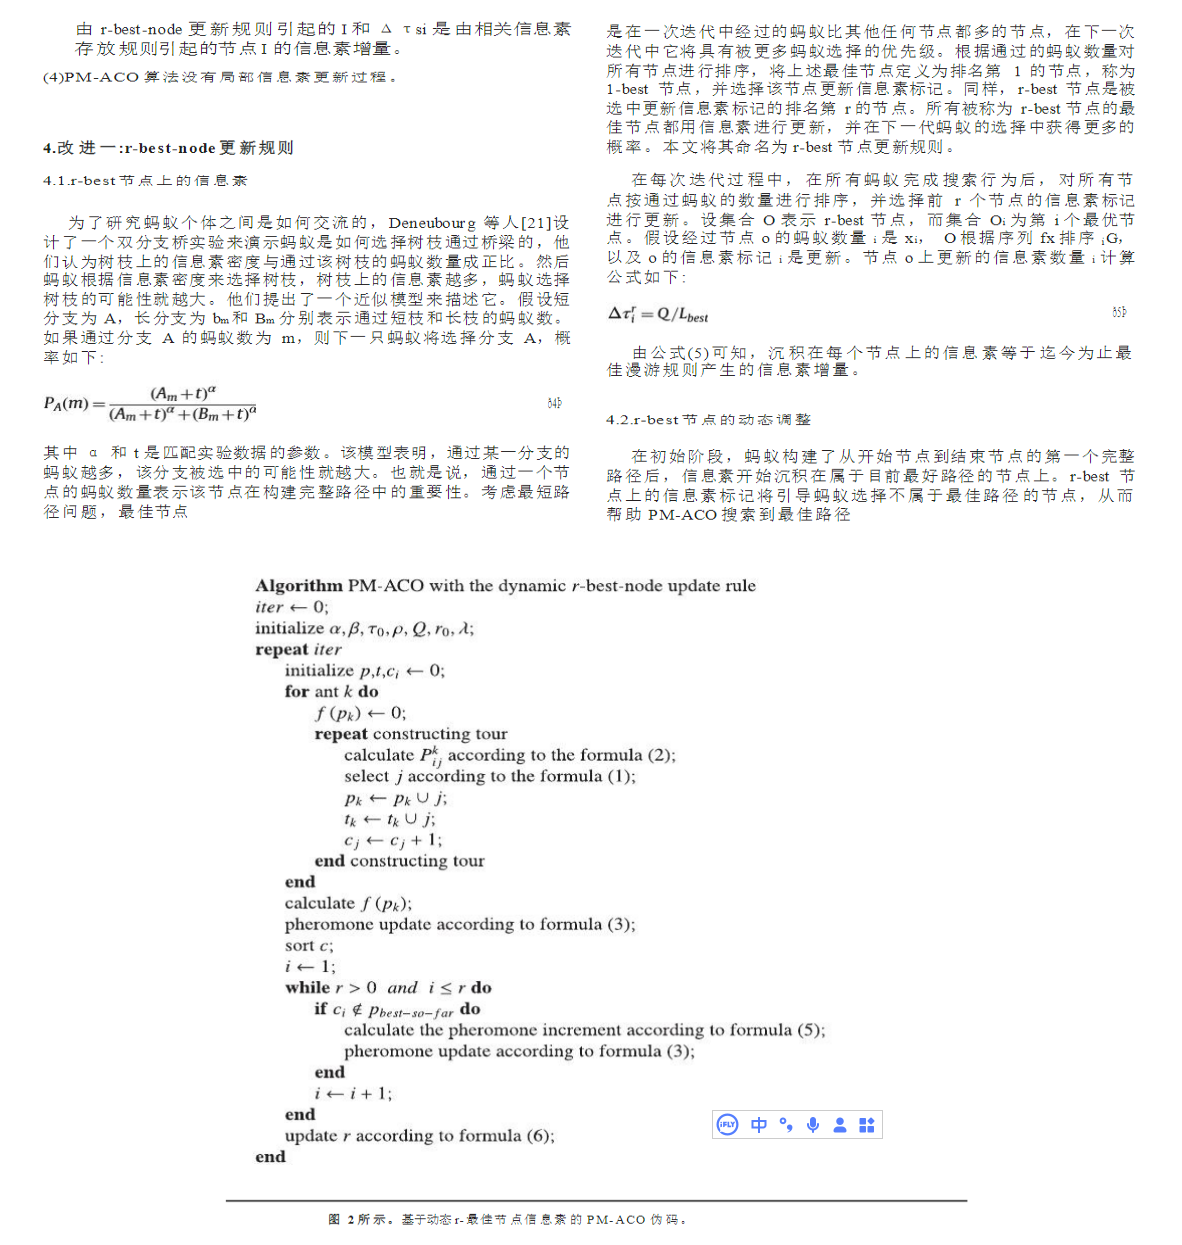 由 r-best-node 更新规则引起的 I 和 Δ τsi 是由相关信息素
存放规则引起的节点 I 的信息素增量。
(4)PM-ACO 算法没有局部信息素更新过程。
4.改进一:r-best-node 更新规则
4.1.r-best 节点上的信息素
为了研究蚂蚁个体之间是如何交流的，Deneubourg 等人[21]设
计了一个双分支桥实验来演示蚂蚁是如何选择树枝通过桥梁的，他
们认为树枝上的信息素密度与通过该树枝的蚂蚁数量成正比。然后
蚂蚁根据信息素密度来选择树枝，树枝上的信息素越多，蚂蚁选择
树枝的可能性就越大。他们提出了一个近似模型来描述它。假设短
分支为 A，长分支为 bm 和 Bm 分别表示通过短枝和长枝的蚂蚁数。
如果通过分支 A 的蚂蚁数为 m，则下一只蚂蚁将选择分支 A，概
率如下:
P_A(m) = (A_m + t)^α / ((A_m + t)^α + (B_m + t)^α) ð4Þ
其中 α 和 t 是匹配实验数据的参数。该模型表明，通过某一分支的
蚂蚁越多，该分支被选中的可能性就越大。也就是说，通过一个节
点的蚂蚁数量表示该节点在构建完整路径中的重要性。考虑最短路
径问题，最佳节点
是在一次迭代中经过的蚂蚁比其他任何节点都多的节点，在下一次
迭代中它将具有被更多蚂蚁选择的优先级。根据通过的蚂蚁数量对
所有节点进行排序，将上述最佳节点定义为排名第 1 的节点，称为
1-best 节点，并选择该节点更新信息素标记。同样，r-best 节点是被
选中更新信息素标记的排名第 r 的节点。所有被称为 r-best 节点的最
佳节点都用信息素进行更新，并在下一代蚂蚁的选择中获得更多的
概率。本文将其命名为 r-best 节点更新规则。
在每次迭代过程中，在所有蚂蚁完成搜索行为后，对所有节
点按通过蚂蚁的数量进行排序，并选择前 r 个节点的信息素标记
进行更新。设集合 O 表示 r-best 节点，而集合 Oi 为第 i 个最优节
点。假设经过节点 o 的蚂蚁数量 i 是 xi， O 根据序列 fx 排序 iG，
以及 o 的信息素标记 i 是更新。节点 o 上更新的信息素数量 i 计算
公式如下:
Δτ_i^r = Q/L_best ð5Þ
由公式(5)可知，沉积在每个节点上的信息素等于迄今为止最
佳漫游规则产生的信息素增量。
4.2.r-best 节点的动态调整
在初始阶段，蚂蚁构建了从开始节点到结束节点的第一个完整
路径后，信息素开始沉积在属于目前最好路径的节点上。r-best 节
点上的信息素标记将引导蚂蚁选择不属于最佳路径的节点，从而
帮助 PM-ACO 搜索到最佳路径
Algorithm PM-ACO with the dynamic r-best-node update rule
iter ← 0;
initialize α, β, τ0, ρ, Q, r0, λ;
repeat iter
initialize p,t,ci ← 0;
for ant k do
f (pk) ← 0;
repeat constructing tour
calculate P_ij^k according to the formula (2);
select j according to the formula (1);
pk ← pk ∪ j;
tk ← tk ∪ j;
cj ← cj + 1;
end constructing tour
end
calculate f (pk);
pheromone update according to formula (3);
sort c;
i ← 1;
while r > 0 and i ≤ r do
if ci ∉ pbest−so−far do
calculate the pheromone increment according to formula (5);
pheromone update according to formula (3);
end
i ← i + 1;
end
update r according to formula (6);
end
iFLY 中
图 2 所示。基于动态 r-最佳节点信息素的 PM-ACO 伪码。